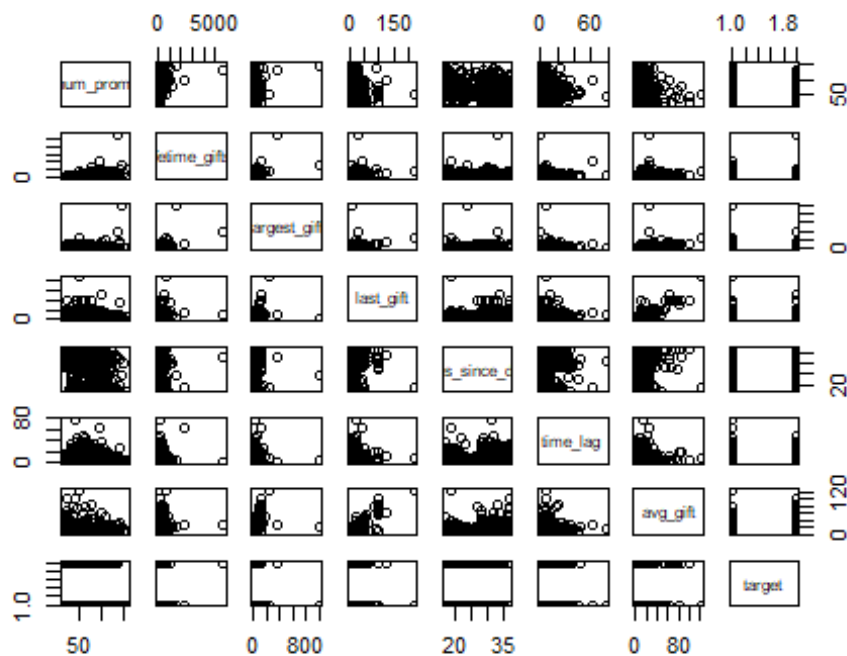 0 5000 0 150 0 60 1.0 1.8
um_prom 50
0 etime_gift
argest_gif 0
0 last_gift
s_since_ 20
0 80 time_lag
avg_gift 0 120
1.0 target
50 0 800 20 35 0 80